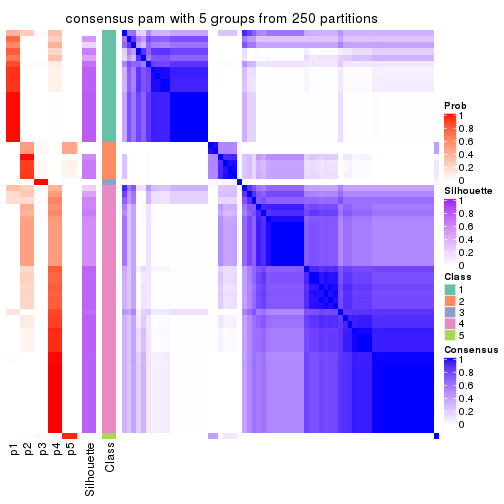 consensus pam with 5 groups from 250 partitions
Prob
1
0.8
0.6
0.4
0.2
0
Silhouette
1
0.8
0.6
0.4
0.2
0
Class
1
2
3
4
5
Consensus
1
0.8
0.6
0.4
0.2
0
p1
p2
p3
p4
p5
Silhouette
Class